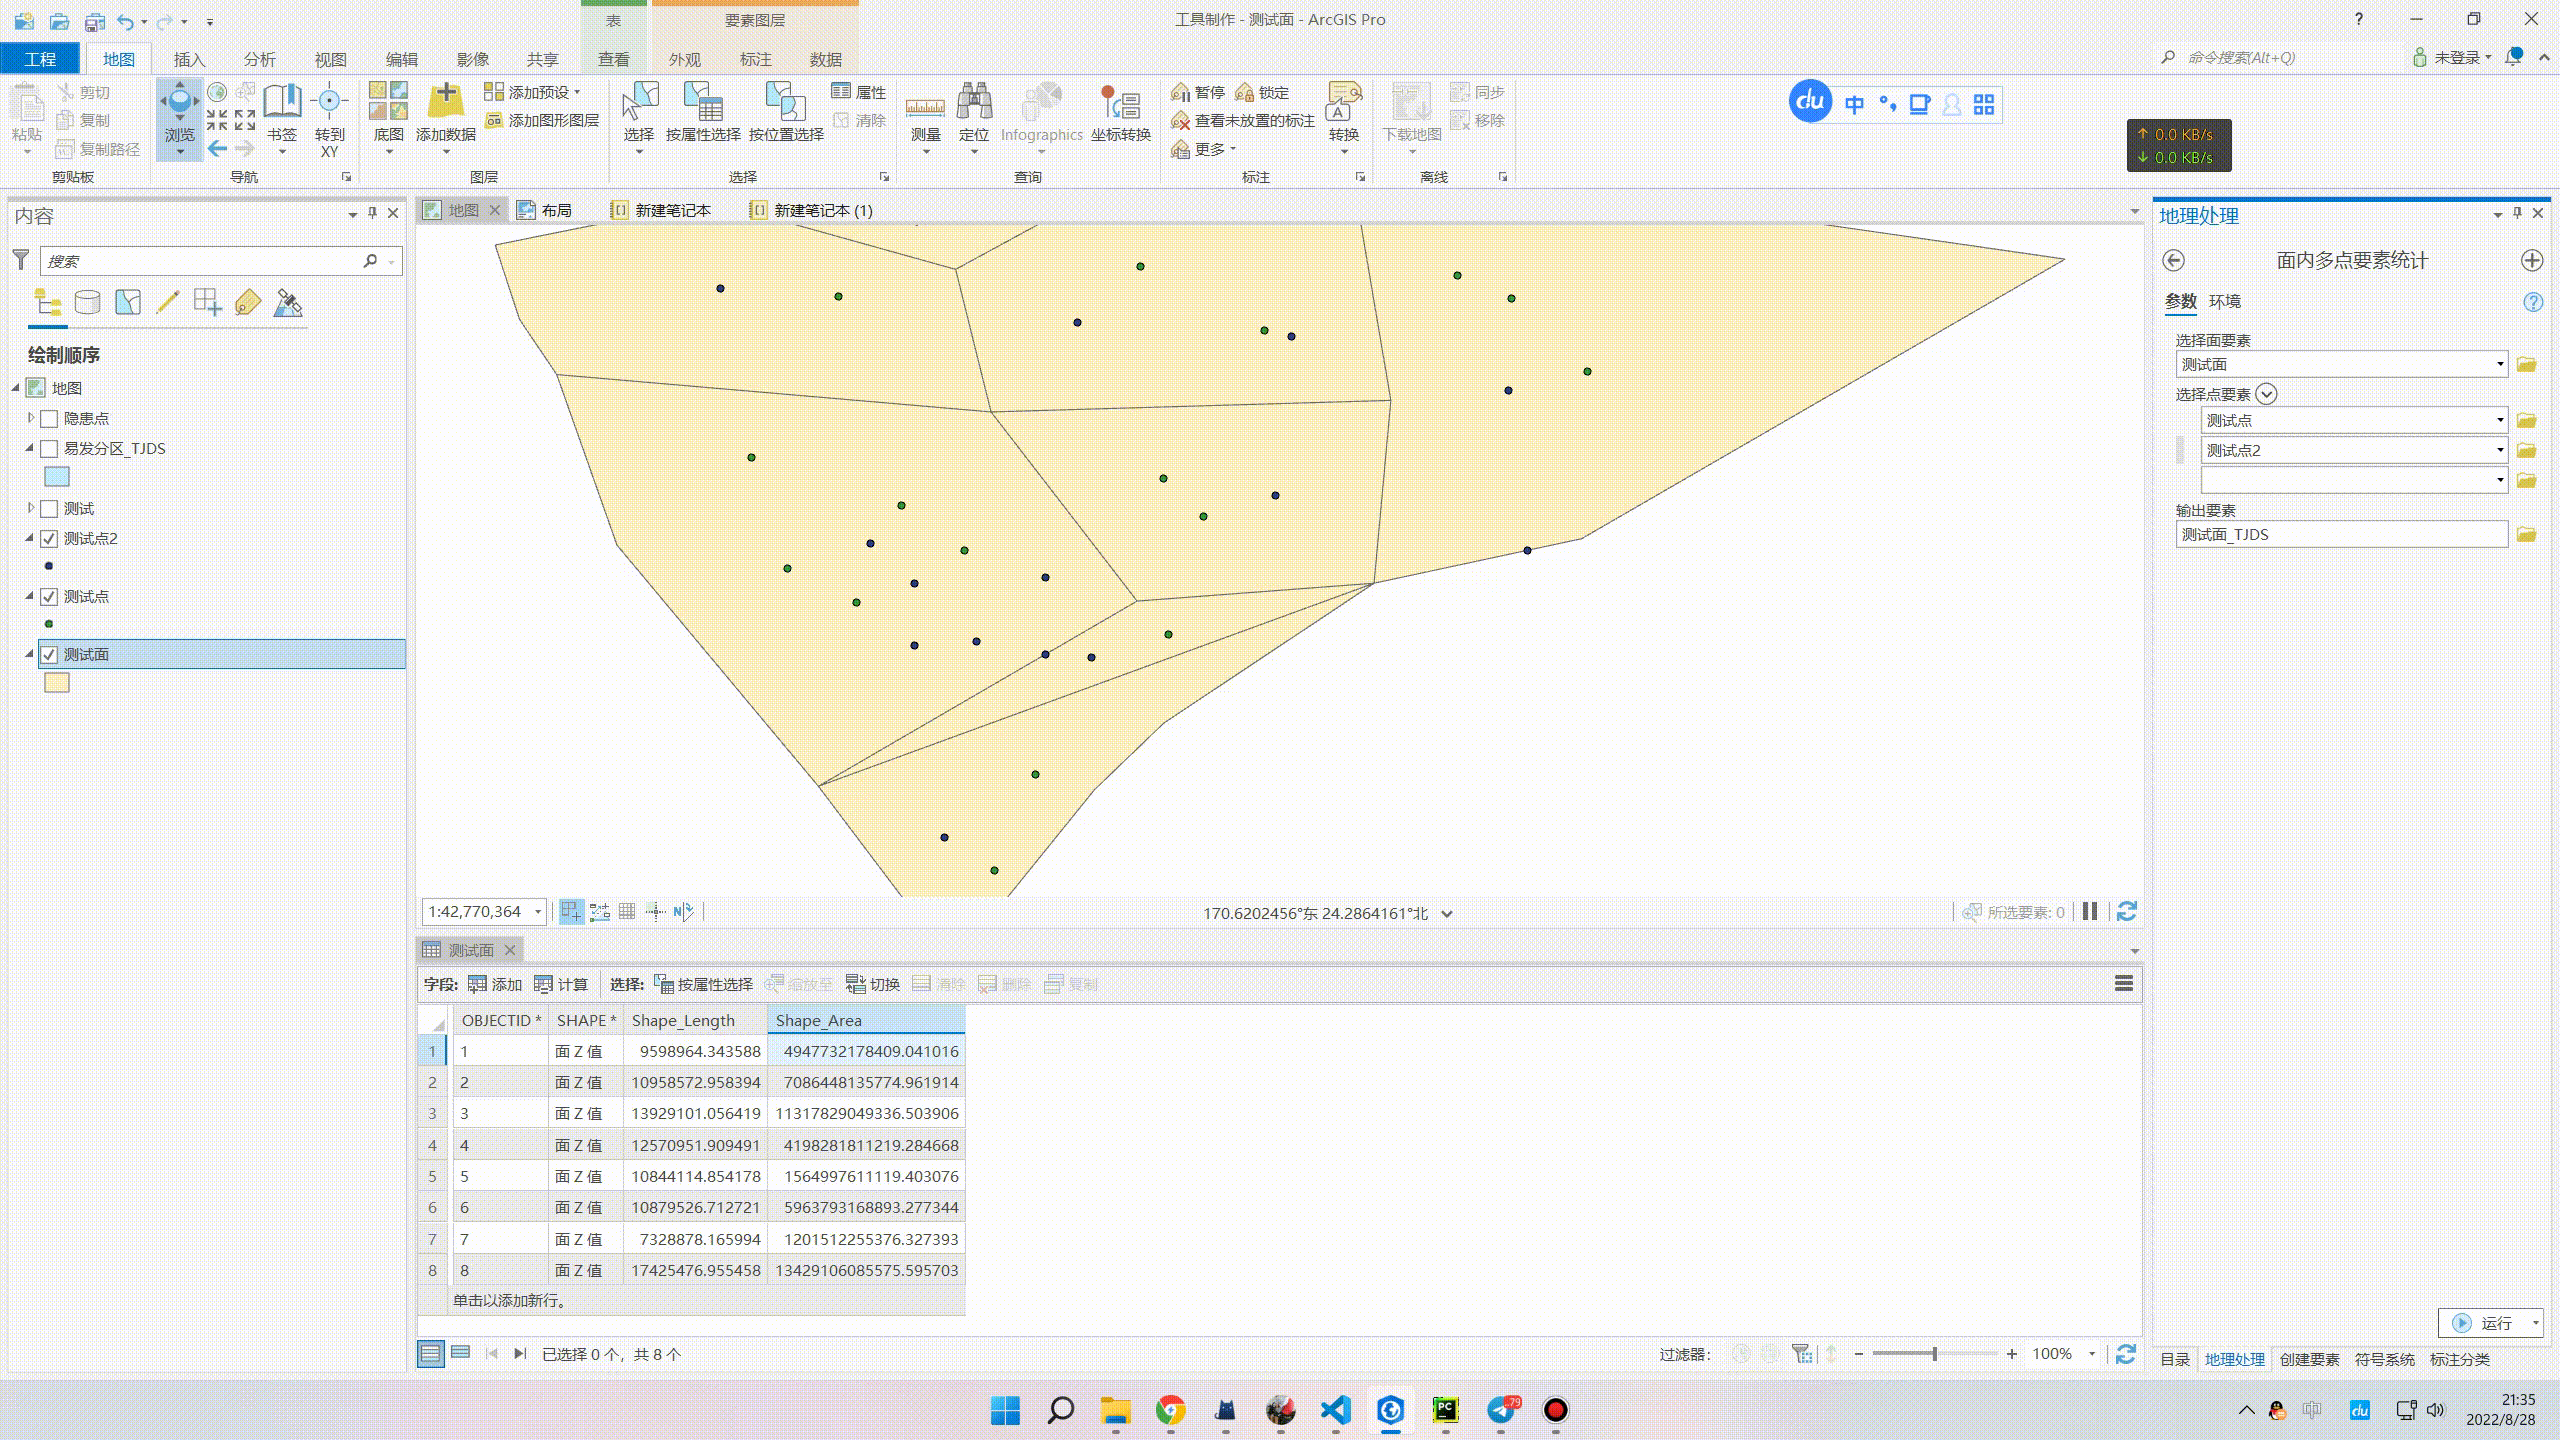 工具制作 - 测试面 - ArcGIS Pro
表
要素图层
工程
地图
插入
分析
视图
编辑
影像
共享
查看
外观
标注
数据
命令搜索(Alt+Q)
未登录
粘贴
剪切
复制
复制路径
剪贴板
浏览
书签
转到
XY
导航
底图
添加数据
添加预设
添加图形图层
图层
选择
按属性选择
按位置选择
属性
清除
选择
测量
定位
Infographics
坐标转换
查询
暂停
锁定
查看未放置的标注
更多
转换
标注
下载地图
同步
移除
离线
du 中
↑ 0.0 KB/s
↓ 0.0 KB/s
内容
搜索
绘制顺序
地图
隐患点
易发分区_TJDS
测试
测试点2
测试点
测试面
地图
布局
新建笔记本
新建笔记本 (1)
1:42,770,364
170.6202456°东 24.2864161°北
所选要素: 0
测试面
字段: 添加 计算 选择: 按属性选择 缩放至 切换 清除 删除 复制
OBJECTID * SHAPE * Shape_Length Shape_Area
1 1 面 Z 值 9598964.343588 4947732178409.041016
2 2 面 Z 值 10958572.958394 7086448135774.961914
3 3 面 Z 值 13929101.056419 11317829049336.503906
4 4 面 Z 值 12570951.909491 4198281811219.284668
5 5 面 Z 值 10844114.854178 1564997611119.403076
6 6 面 Z 值 10879526.712721 5963793168893.277344
7 7 面 Z 值 7328878.165994 1201512255376.327393
8 8 面 Z 值 17425476.955458 13429106085575.595703
单击以添加新行。
已选择 0 个，共 8 个
过滤器:
100%
地理处理
面内多点要素统计
参数 环境
选择面要素
测试面
选择点要素
测试点
测试点2
输出要素
测试面_TJDS
运行
目录 地理处理 创建要素 符号系统 标注分类
PC
79
中
du
21:35
2022/8/28